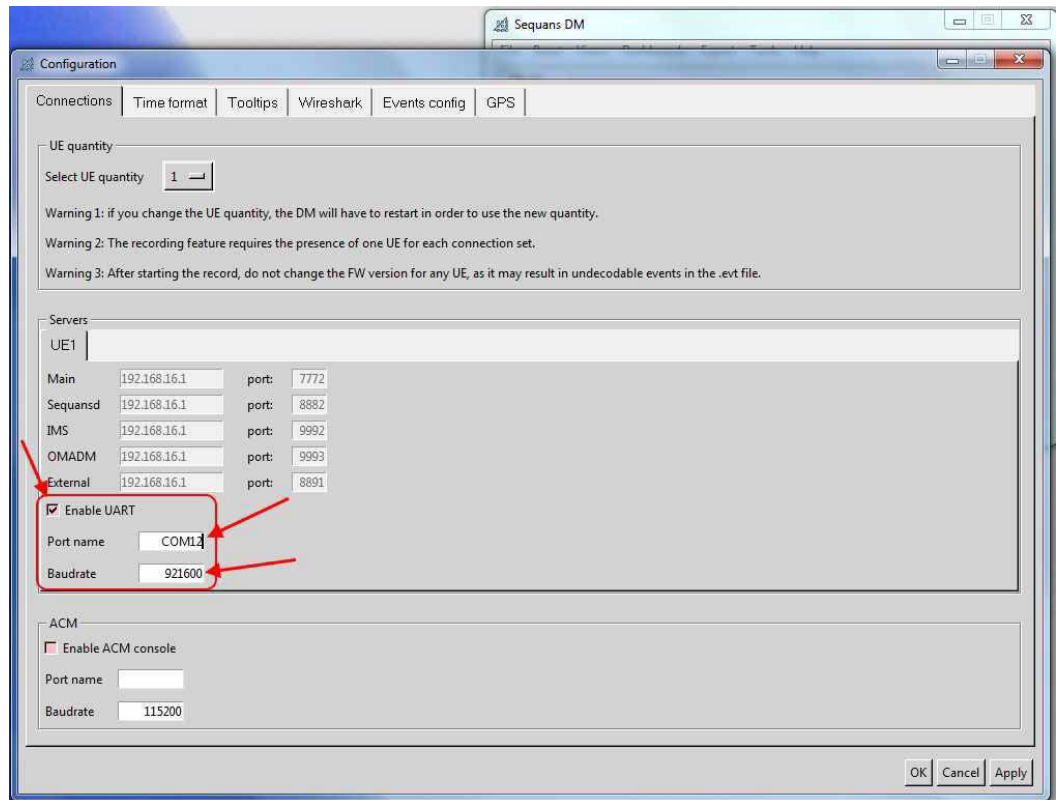 Sequans DM
Configuration
Connections Time format Tooltips Wireshark Events config GPS
UE quantity
Select UE quantity 1
Warning 1: if you change the UE quantity, the DM will have to restart in order to use the new quantity.
Warning 2: The recording feature requires the presence of one UE for each connection set.
Warning 3: After starting the record, do not change the FW version for any UE, as it may result in undecodable events in the .evt file.
Servers
UE1
Main 192.168.16.1 port: 7772
Sequansd 192.168.16.1 port: 8882
IMS 192.168.16.1 port: 9992
OMADM 192.168.16.1 port: 9993
External 192.168.16.1 port: 8891
Enable UART
Port name COM12
Baudrate 921600
ACM
Enable ACM console
Port name
Baudrate 115200
OK Cancel Apply